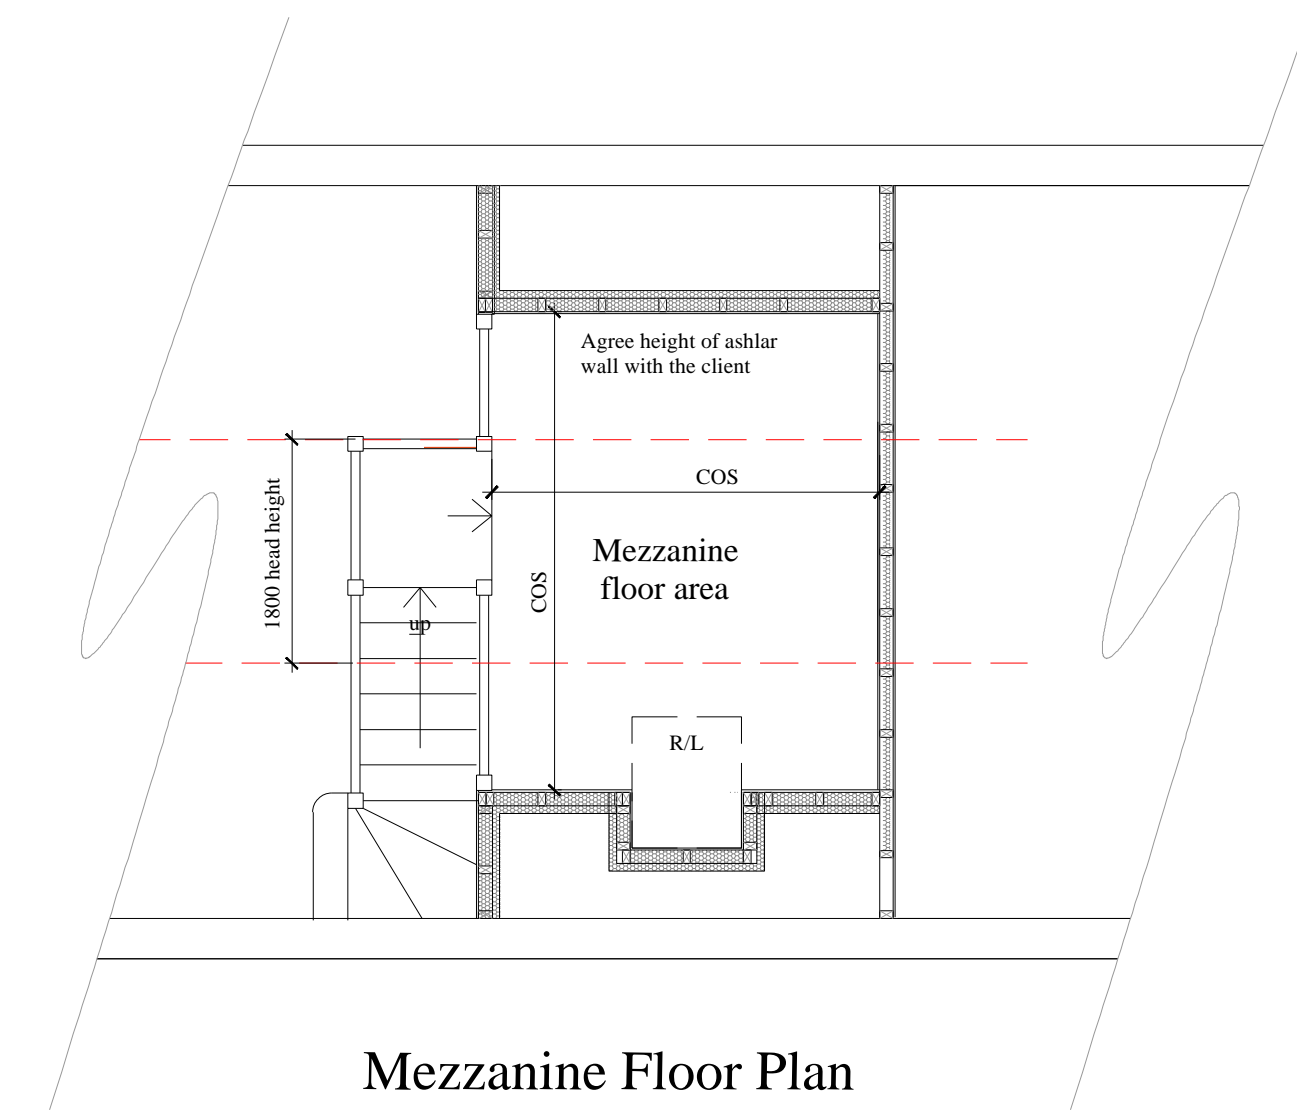 Agree height of ashlar
wall with the client
COS
1800 head height
Mezzanine
floor area
COS
up
R/L
Mezzanine Floor Plan